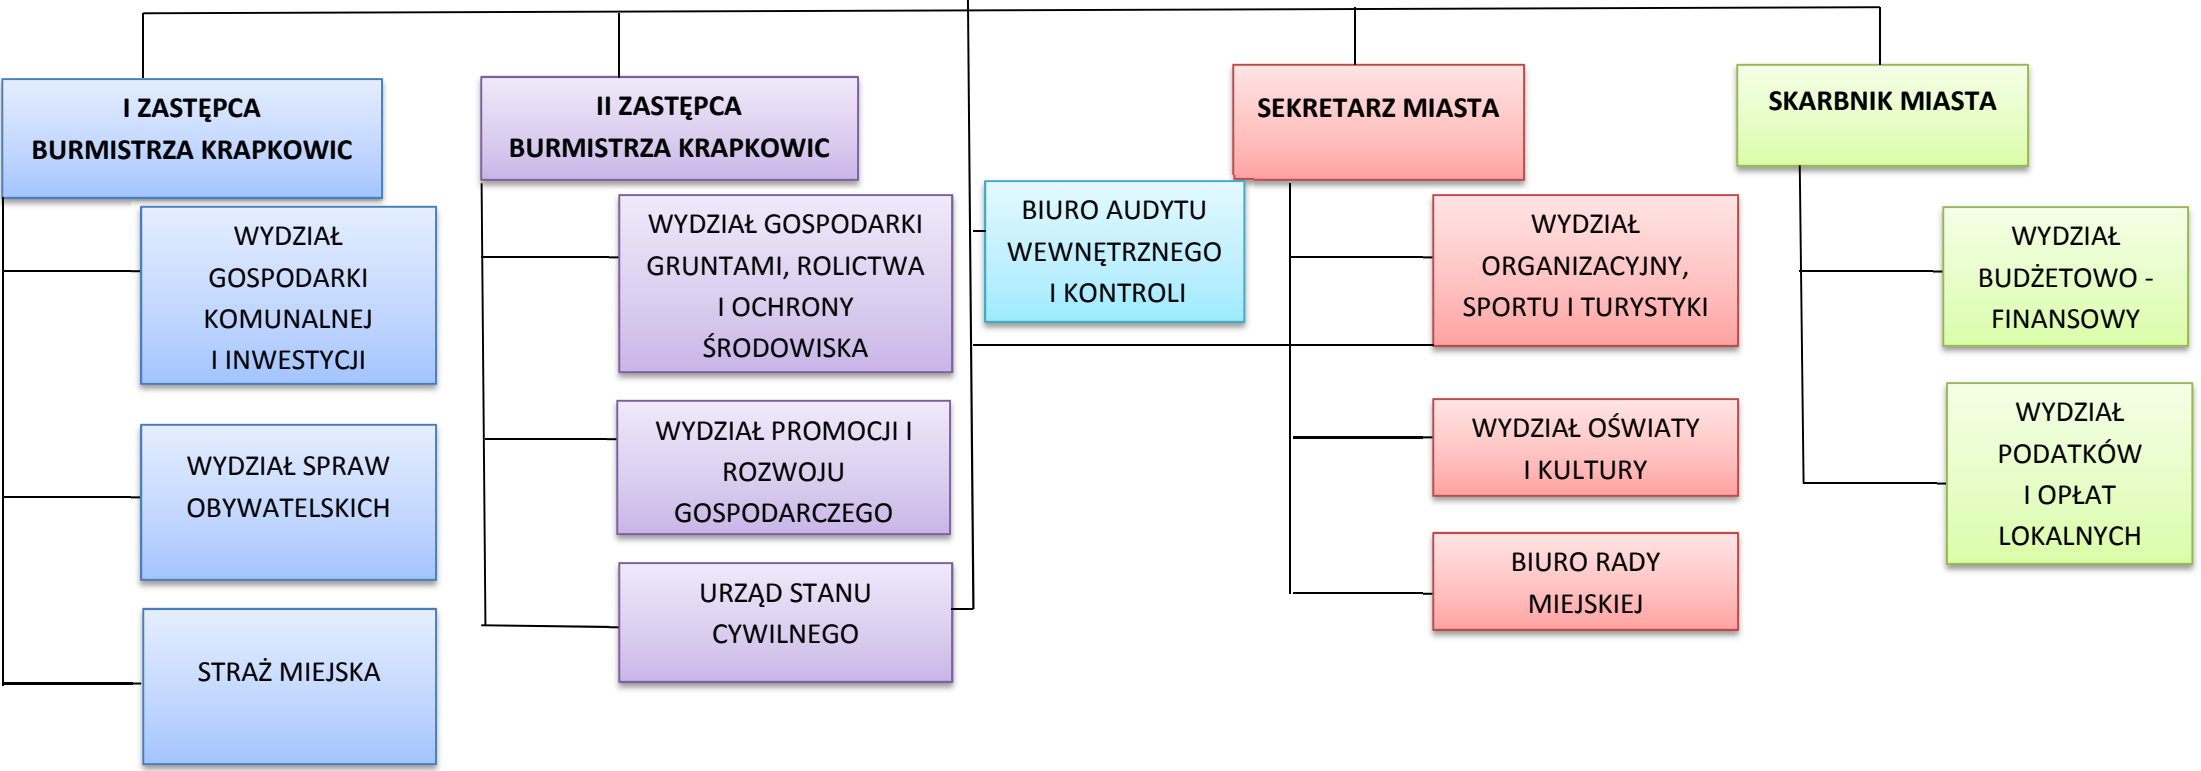 I ZASTĘPCA
BURMISTRZA KRAPKOWIC
II ZASTĘPCA
BURMISTRZA KRAPKOWIC
SEKRETARZ MIASTA
SKARBNIK MIASTA
WYDZIAŁ
GOSPODARKI
KOMUNALNEJ
I INWESTYCJI
WYDZIAŁ SPRAW
OBYWATELSKICH
STRAŻ MIEJSKA
WYDZIAŁ GOSPODARKI
GRUNTAMI, ROLICTWA
I OCHRONY
ŚRODOWISKA
WYDZIAŁ PROMOCJI I
ROZWOJU
GOSPODARCZEGO
URZĄD STANU
CYWILNEGO
BIURO AUDYTU
WEWNĘTRZNEGO
I KONTROLI
WYDZIAŁ
ORGANIZACYJNY,
SPORTU I TURYSTYKI
WYDZIAŁ OŚWIATY
I KULTURY
BIURO RADY
MIEJSKIEJ
WYDZIAŁ
BUDŻETOWO -
FINANSOWY
WYDZIAŁ
PODATKÓW
I OPŁAT
LOKALNYCH